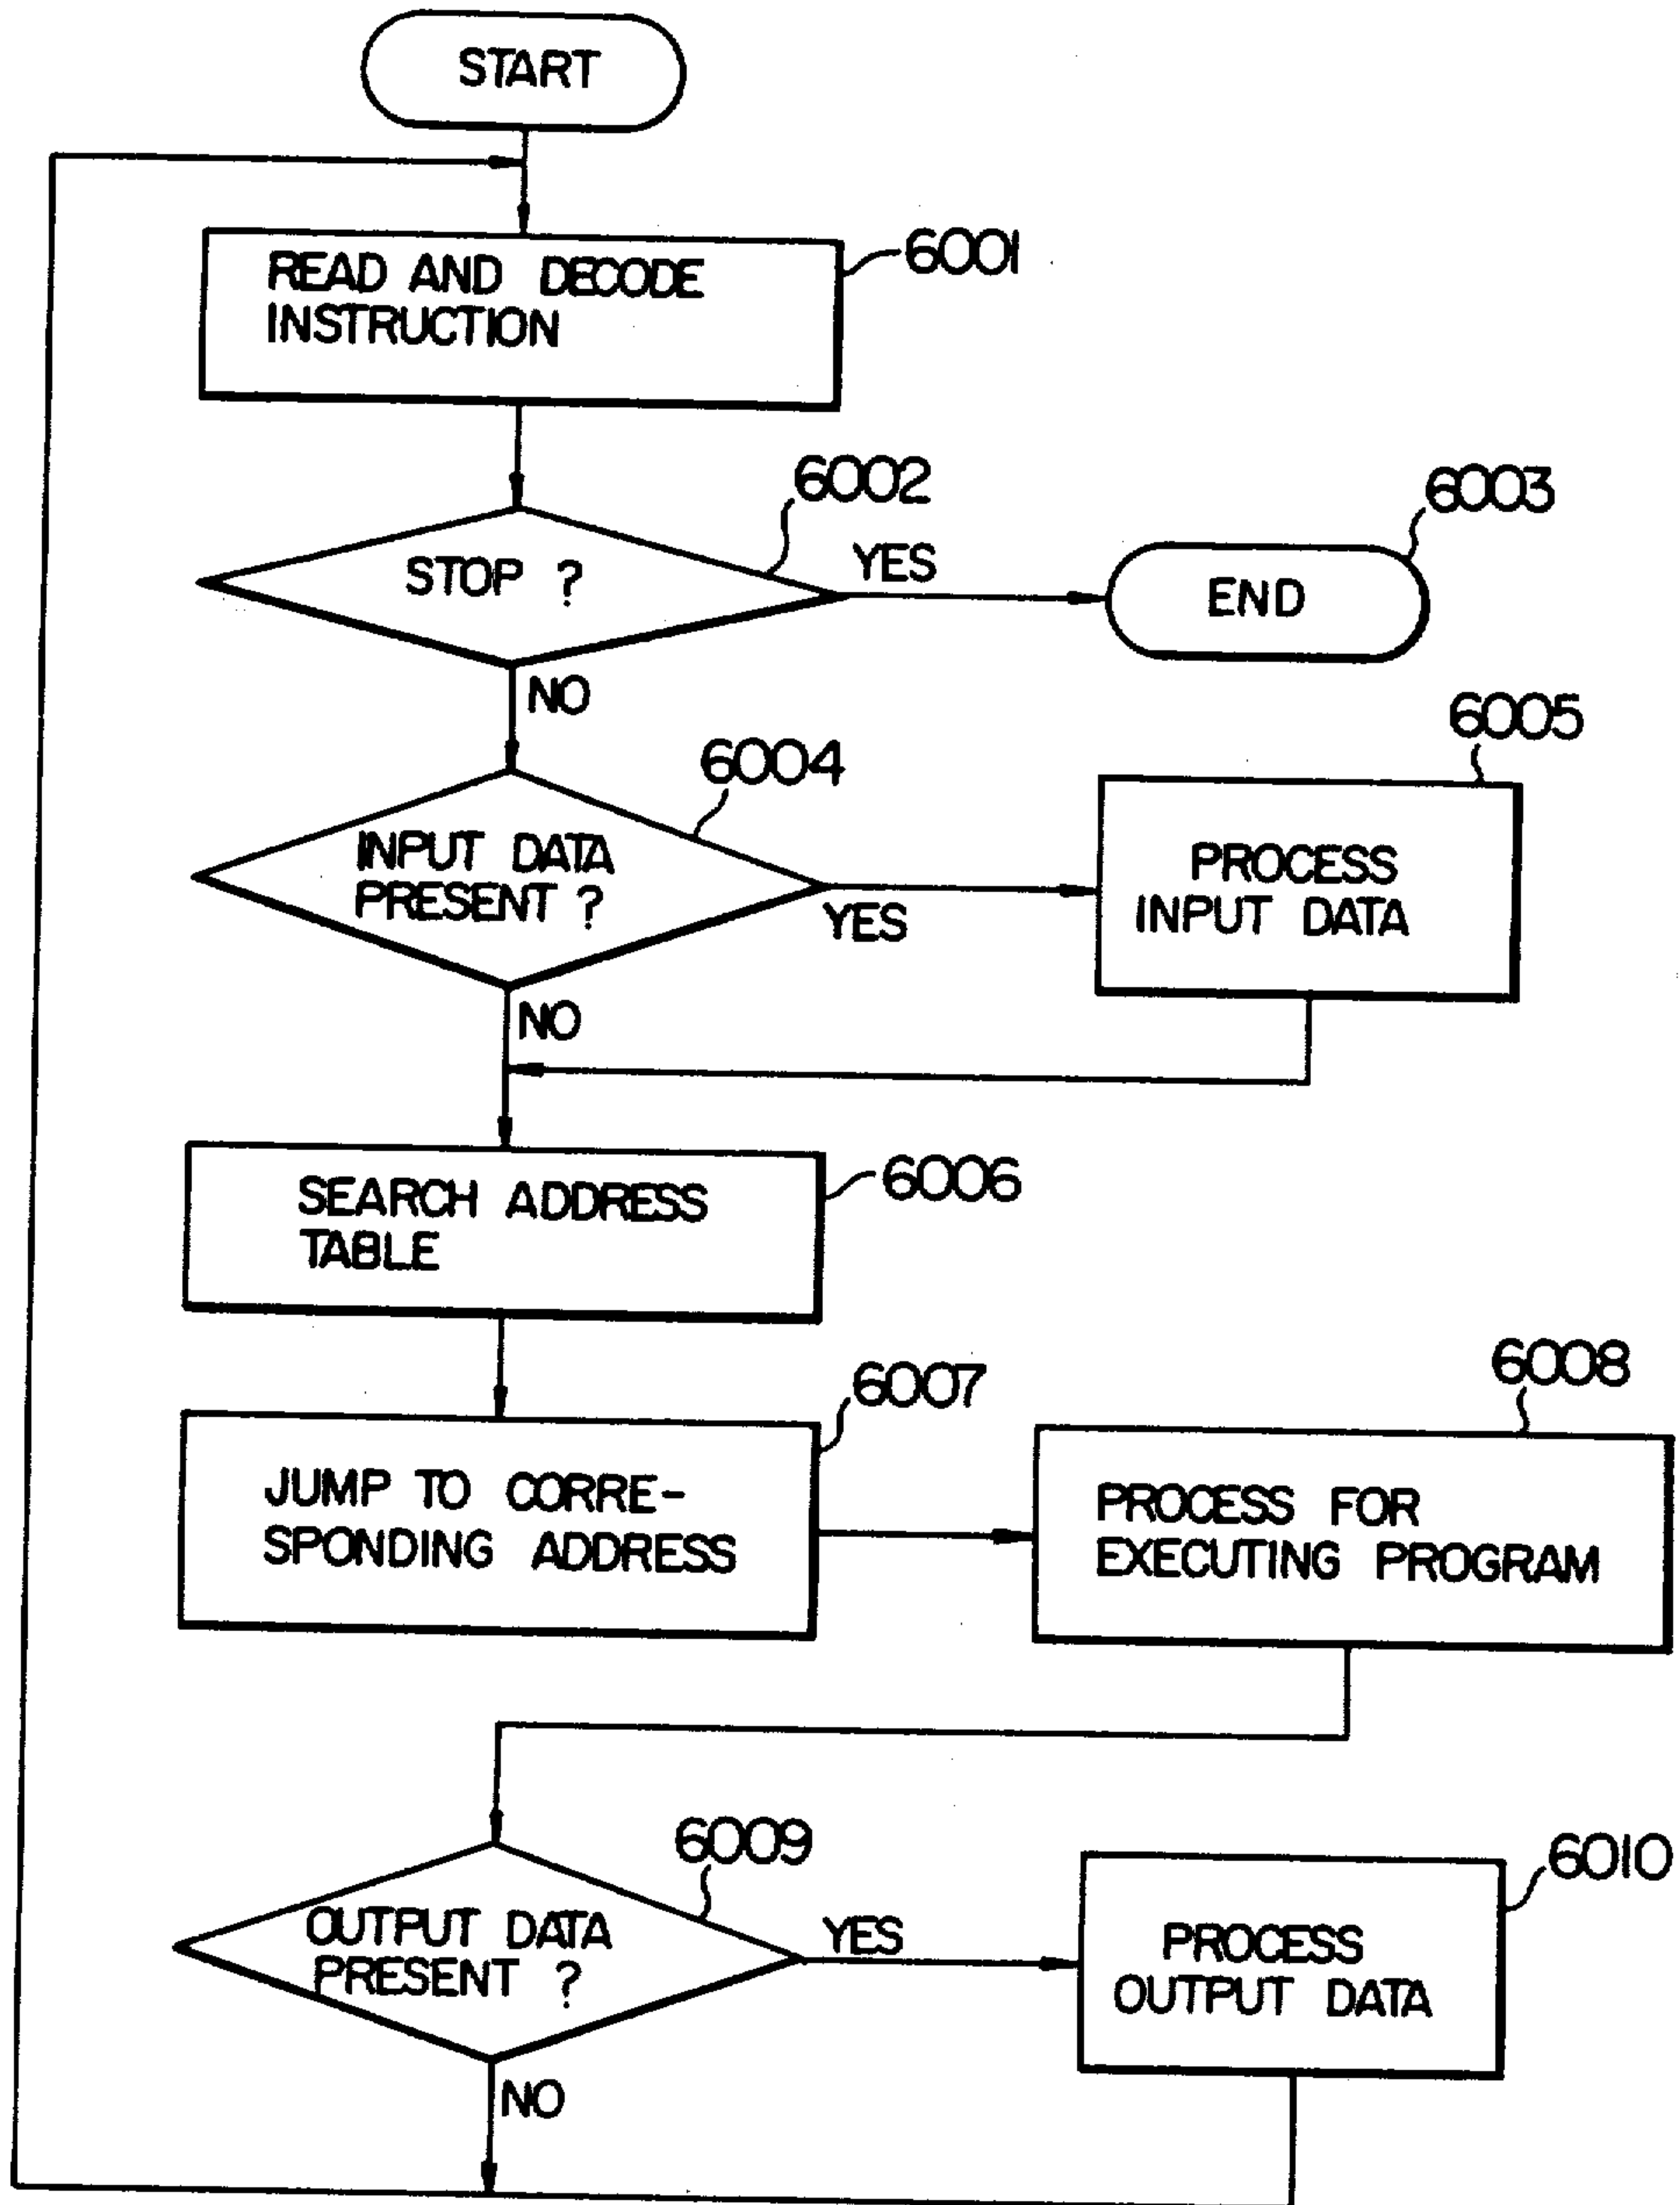 START
READ AND DECODE
INSTRUCTION
6001
STOP ?
6002
YES
END
6003
NO
INPUT DATA
PRESENT ?
6004
YES
PROCESS
INPUT DATA
6005
NO
SEARCH ADDRESS
TABLE
6006
JUMP TO CORRE-
SPONDING ADDRESS
6007
PROCESS FOR
EXECUTING PROGRAM
6008
OUTPUT DATA
PRESENT ?
6009
YES
PROCESS
OUTPUT DATA
6010
NO